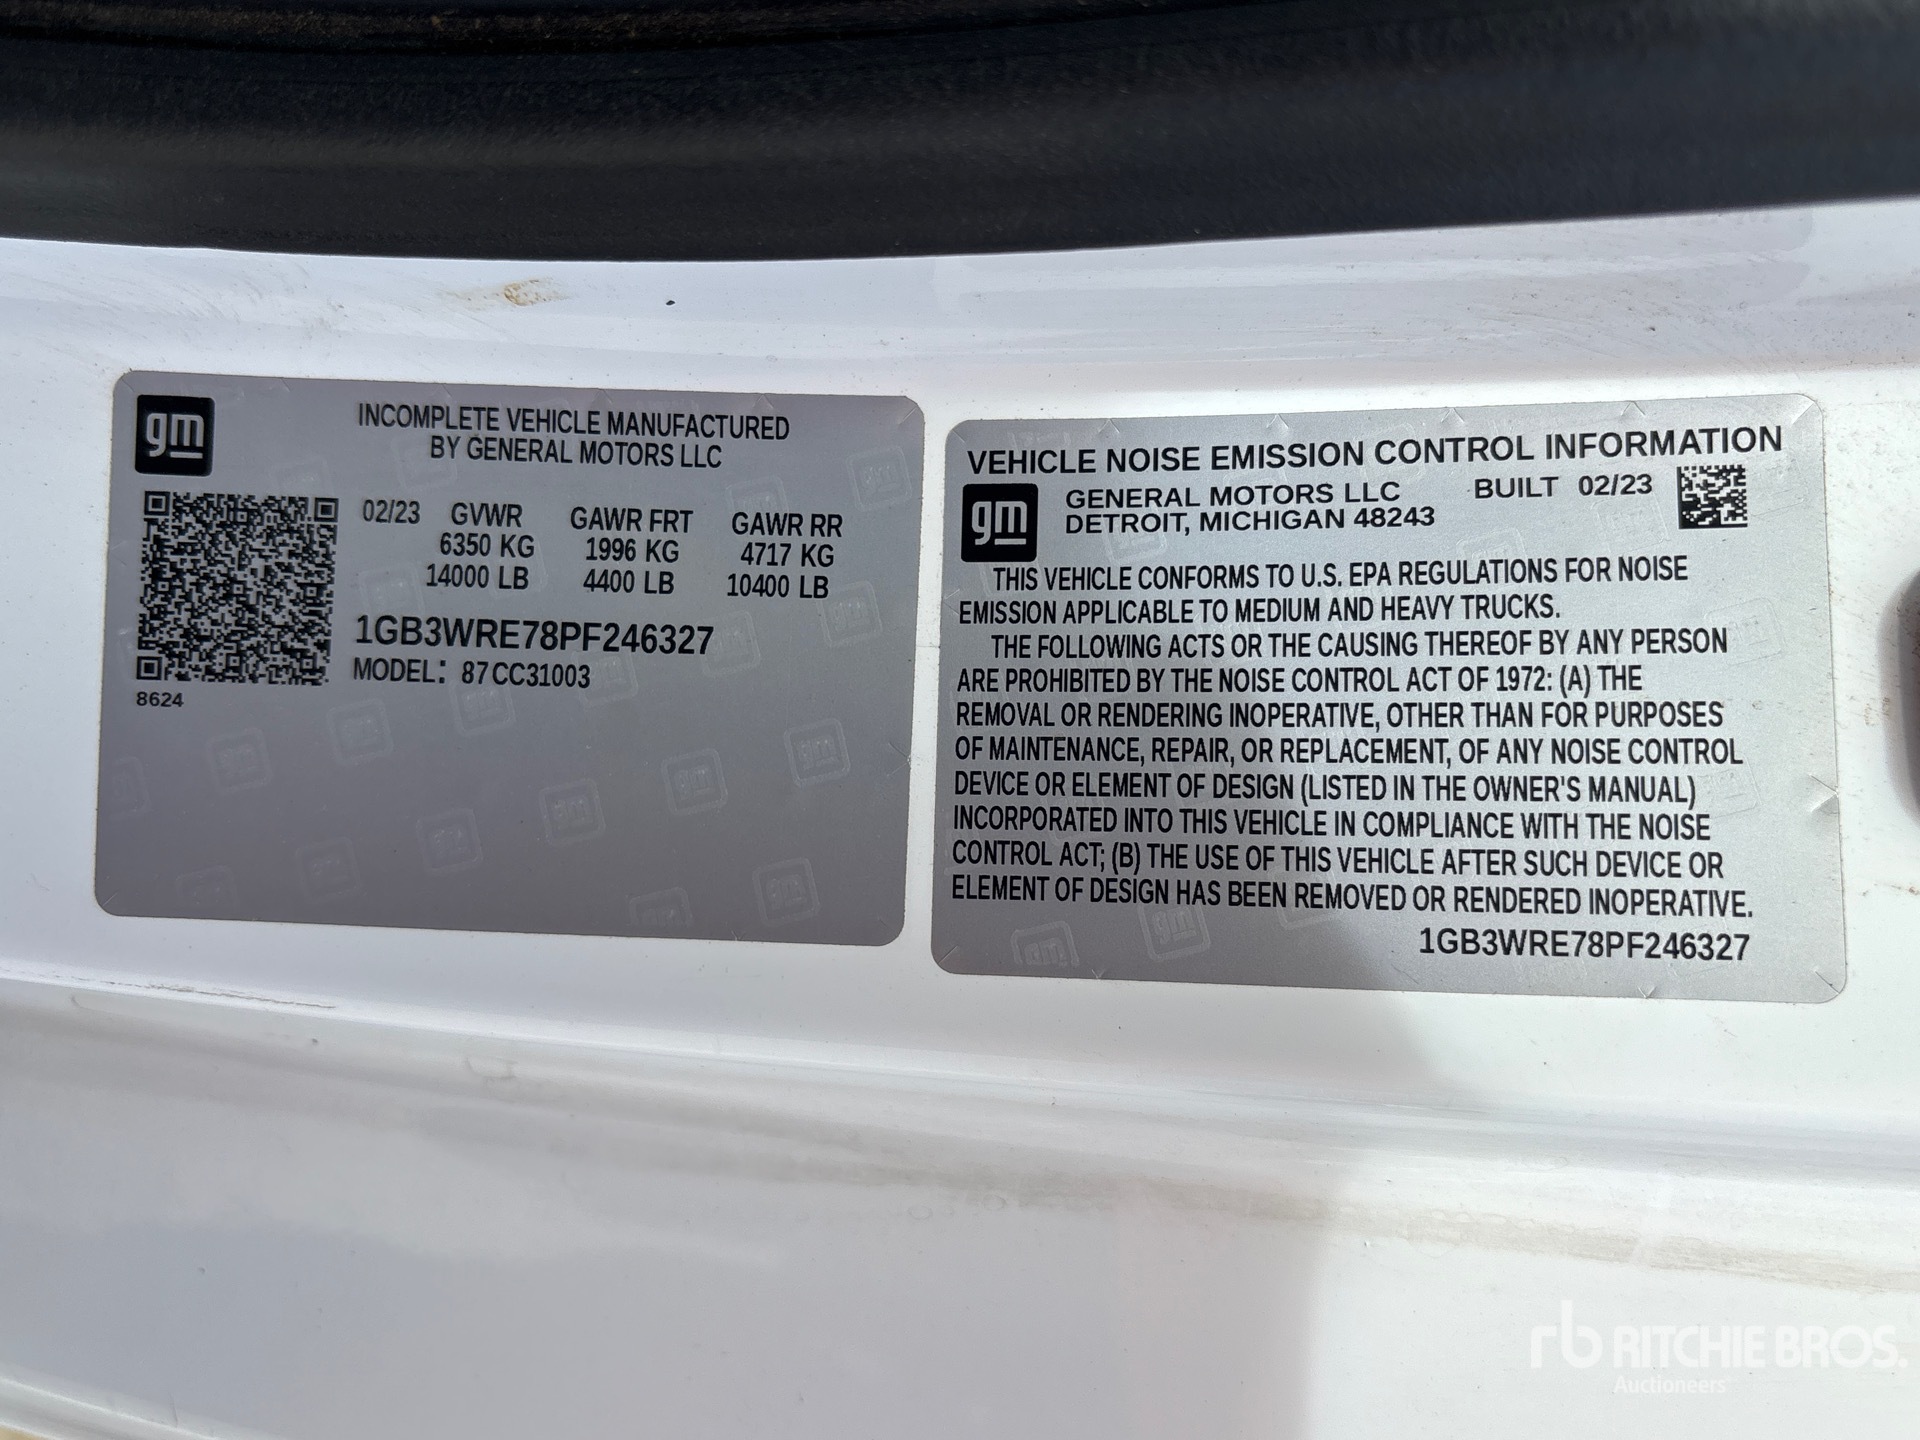 gm
INCOMPLETE VEHICLE MANUFACTURED
BY GENERAL MOTORS LLC
02/23 GVWR GAWR FRT GAWR RR
6350 KG 1996 KG 4717 KG
14000 LB 4400 LB 10400 LB
1GB3WRE78PF246327
MODEL: 87CC31003
8624
VEHICLE NOISE EMISSION CONTROL INFORMATION
gm
GENERAL MOTORS LLC BUILT 02/23
DETROIT, MICHIGAN 48243
THIS VEHICLE CONFORMS TO U.S. EPA REGULATIONS FOR NOISE
EMISSION APPLICABLE TO MEDIUM AND HEAVY TRUCKS.
THE FOLLOWING ACTS OR THE CAUSING THEREOF BY ANY PERSON
ARE PROHIBITED BY THE NOISE CONTROL ACT OF 1972: (A) THE
REMOVAL OR RENDERING INOPERATIVE, OTHER THAN FOR PURPOSES
OF MAINTENANCE, REPAIR, OR REPLACEMENT, OF ANY NOISE CONTROL
DEVICE OR ELEMENT OF DESIGN (LISTED IN THE OWNER'S MANUAL)
INCORPORATED INTO THIS VEHICLE IN COMPLIANCE WITH THE NOISE
CONTROL ACT; (B) THE USE OF THIS VEHICLE AFTER SUCH DEVICE OR
ELEMENT OF DESIGN HAS BEEN REMOVED OR RENDERED INOPERATIVE.
1GB3WRE78PF246327
rb RITCHIE BROS.
Auctioneers